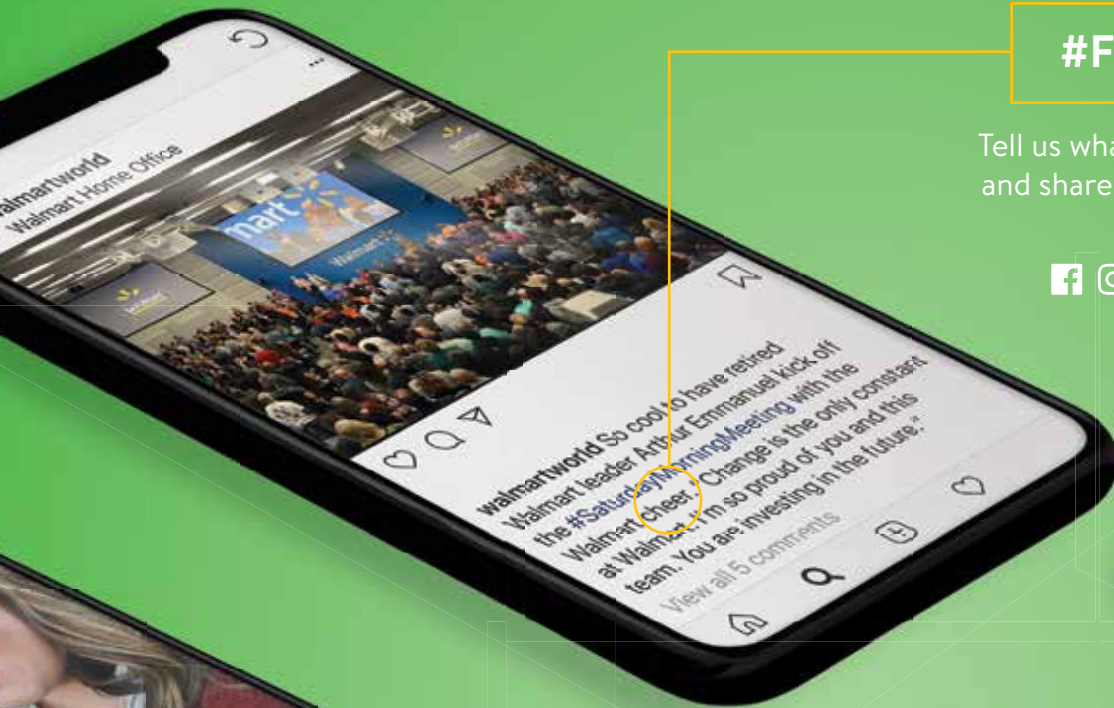 #F
Tell us wha
and share
walmartworld
Walmart Home Office
mart
Walmart
walmartworld So cool to have retired
Walmart leader Arthur Emmanuel kick off
the #SaturdayMorningMeeting with the
Walmart cheer. “Change is the only constant
at Walmart. I'm so proud of you and this
team. You are investing in the future.”
View all 5 comments